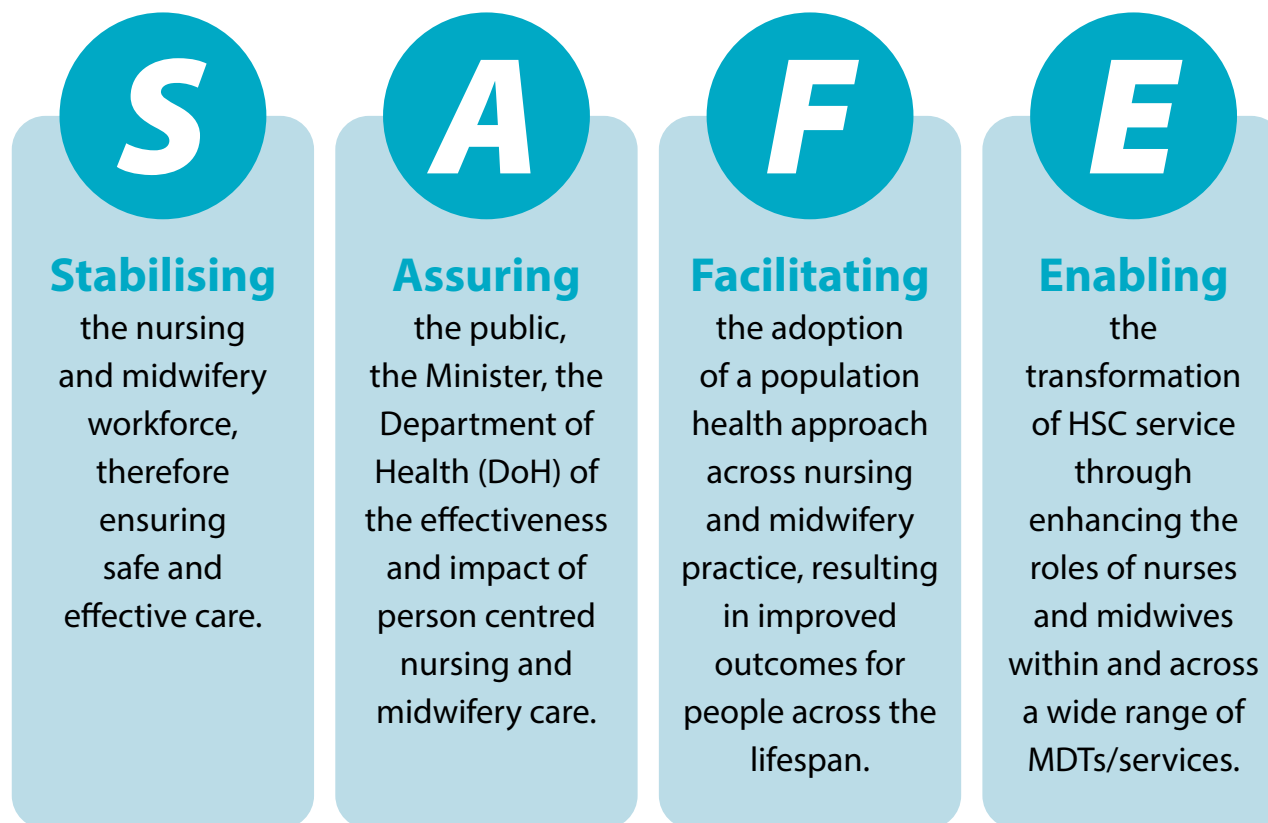 S
Stabilising
the nursing
and midwifery
workforce,
therefore
ensuring
safe and
effective care.
A
Assuring
the public,
the Minister, the
Department of
Health (DoH) of
the effectiveness
and impact of
person centred
nursing and
midwifery care.
F
Facilitating
the adoption
of a population
health approach
across nursing
and midwifery
practice, resulting
in improved
outcomes for
people across the
lifespan.
E
Enabling
the
transformation
of HSC service
through
enhancing the
roles of nurses
and midwives
within and across
a wide range of
MDTs/services.